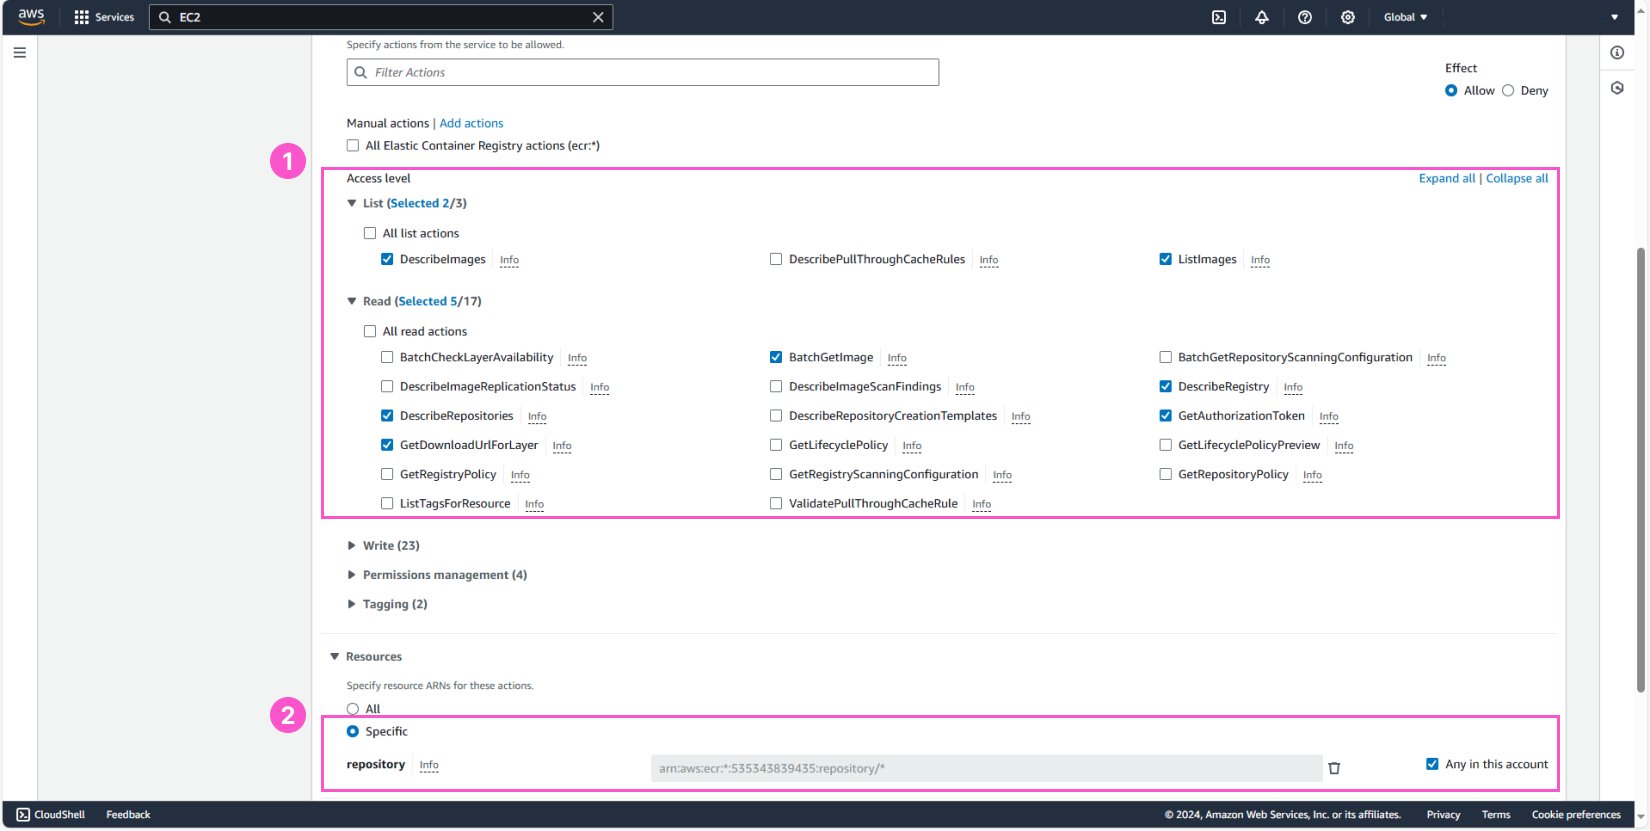 aws Services EC2 Global
Specify actions from the service to be allowed.
Filter Actions
Effect
Allow Deny
Manual actions | Add actions
All Elastic Container Registry actions (ecr:*)
1
Access level Expand all | Collapse all
List (Selected 2/3)
All list actions
DescribeImages Info DescribePullThroughCacheRules Info ListImages Info
Read (Selected 5/17)
All read actions
BatchCheckLayerAvailability Info BatchGetImage Info BatchGetRepositoryScanningConfiguration Info
DescribeImageReplicationStatus Info DescribeImageScanFindings Info DescribeRegistry Info
DescribeRepositories Info DescribeRepositoryCreationTemplates Info GetAuthorizationToken Info
GetDownloadUrlForLayer Info GetLifecyclePolicy Info GetLifecyclePolicyPreview Info
GetRegistryPolicy Info GetRegistryScanningConfiguration Info GetRepositoryPolicy Info
ListTagsForResource Info ValidatePullThroughCacheRule Info
Write (23)
Permissions management (4)
Tagging (2)
Resources
Specify resource ARNs for these actions.
All
2
Specific
repository Info arn:aws:ecr:*:535343839435:repository/* Any in this account
CloudShell Feedback © 2024, Amazon Web Services, Inc. or its affiliates. Privacy Terms Cookie preferences